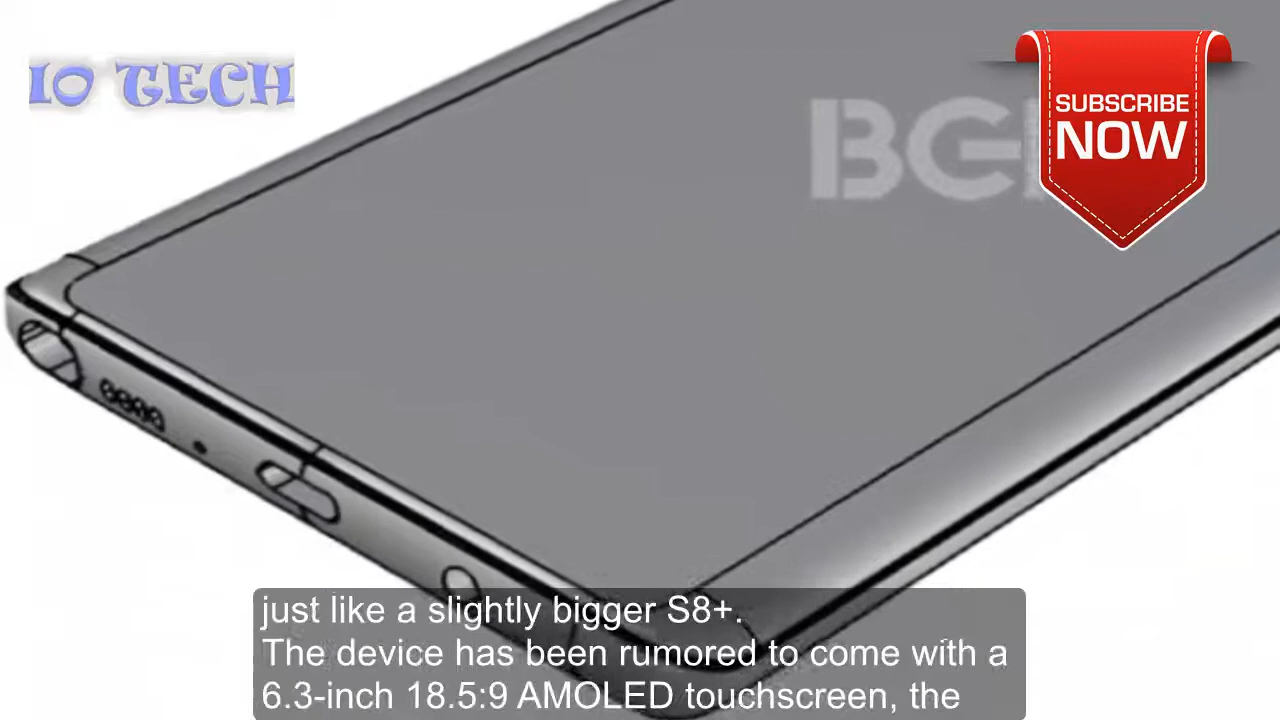 IO TECH
SUBSCRIBE
NOW
just like a slightly bigger S8+.
The device has been rumored to come with a
6.3-inch 18.5:9 AMOLED touchscreen, the